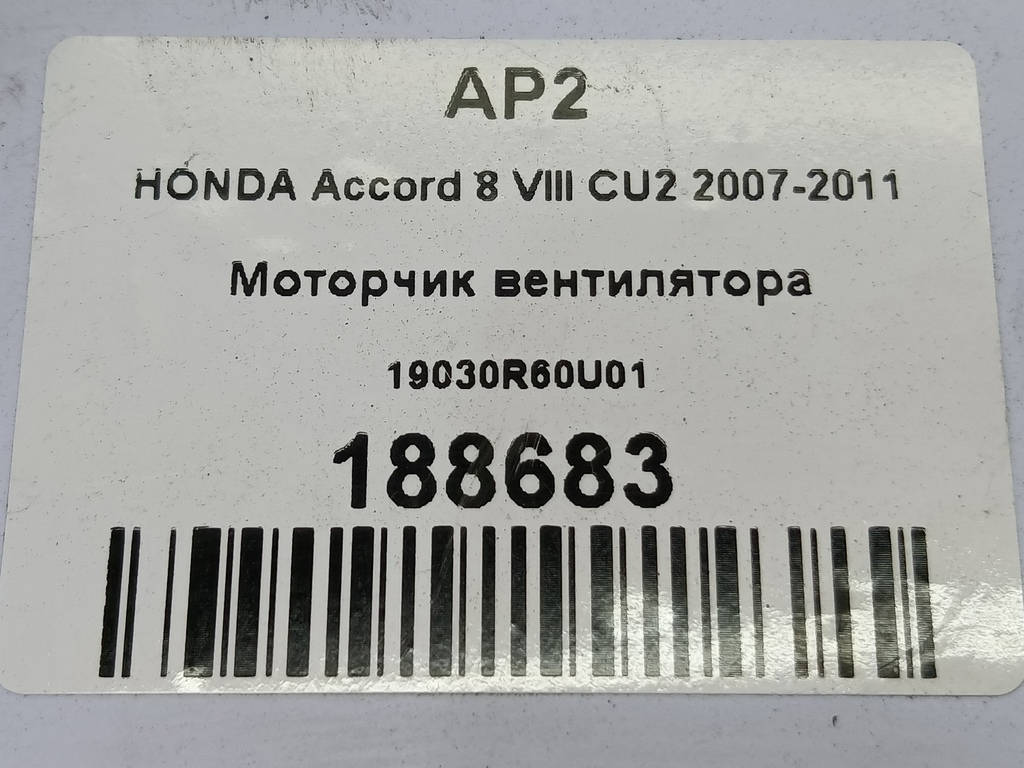 AP2
HONDA Accord 8 VIII CU2 2007-2011
Моторчик вентилятора
19030R60U01
188683